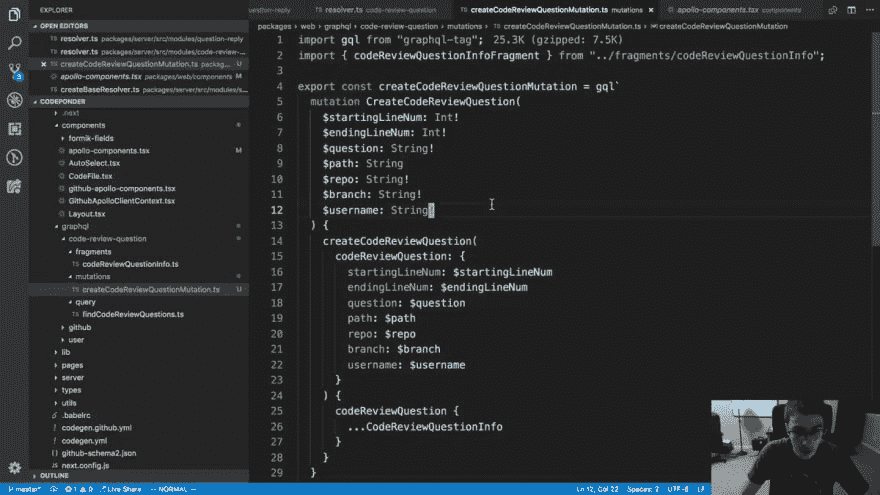 EXPLORER
estion.ts
resolver.ts .../question-reply
resolver.ts .../code-review-question
createCodeReviewQuestionMutation.ts mutations
apollo-components.tsx components
OPEN EDITORS
resolver.ts packages/server/src/modules/question-reply
resolver.ts packages/server/src/modules/code-review-...
createCodeReviewQuestionMutation.ts packag... U
apollo-components.tsx packages/web/components M
createBaseResolver.ts packages/server/src/modules/s...
CODEPONDER
.next
components
formik-fields
apollo-components.tsx M
AutoSelect.tsx
CodeFile.tsx
github-apollo-components.tsx
GithubApolloClientContext.tsx
Layout.tsx
graphql
code-review-question
fragments
codeReviewQuestionInfo.ts
mutations
createCodeReviewQuestionMutation.ts U
query
findCodeReviewQuestions.ts
github
user
lib
pages
server
types
utils
.babelrc
codegen.github.yml
codegen.yml
github-schema2.json
next.config.js
OUTLINE
packages › web › graphql › code-review-question › mutations › TS createCodeReviewQuestionMutation.ts › createCodeReviewQuestionMutation
1 import gql from "graphql-tag"; 25.3K (gzipped: 7.5K)
2 import { codeReviewQuestionInfoFragment } from "../fragments/codeReviewQuestionInfo";
3
4 export const createCodeReviewQuestionMutation = gql`
5 mutation CreateCodeReviewQuestion(
6 $startingLineNum: Int!
7 $endingLineNum: Int!
8 $question: String!
9 $path: String
10 $repo: String!
11 $branch: String!
12 $username: String!
13 ) {
14 createCodeReviewQuestion(
15 codeReviewQuestion: {
16 startingLineNum: $startingLineNum
17 endingLineNum: $endingLineNum
18 question: $question
19 path: $path
20 repo: $repo
21 branch: $branch
22 username: $username
23 }
24 ) {
25 codeReviewQuestion {
26 ...CodeReviewQuestionInfo
27 }
28 }
29 }
master* 1 0 Live Share -- NORMAL -- Ln 12, Col 22 Spaces: 2 UTF-8 LF